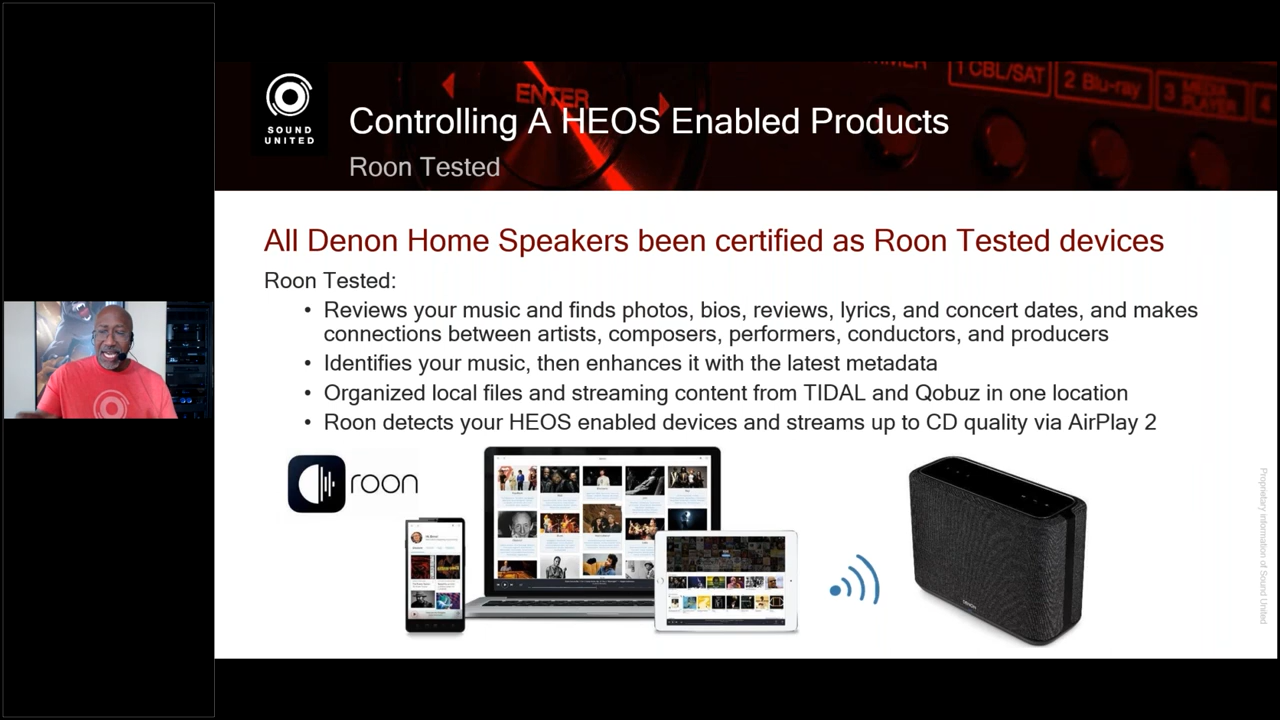 SOUND
UNITED
ENTER
1 CBL/SAT
2 Blu-ray
3 MEDIA
PLAYER
4
Controlling A HEOS Enabled Products
Roon Tested
All Denon Home Speakers been certified as Roon Tested devices
Roon Tested:
• Reviews your music and finds photos, bios, reviews, lyrics, and concert dates, and makes
connections between artists, composers, performers, conductors, and producers
• Identifies your music, then enhances it with the latest metadata
• Organized local files and streaming content from TIDAL and Qobuz in one location
• Roon detects your HEOS enabled devices and streams up to CD quality via AirPlay 2
roon
DENON
Proprietary information of Sound United